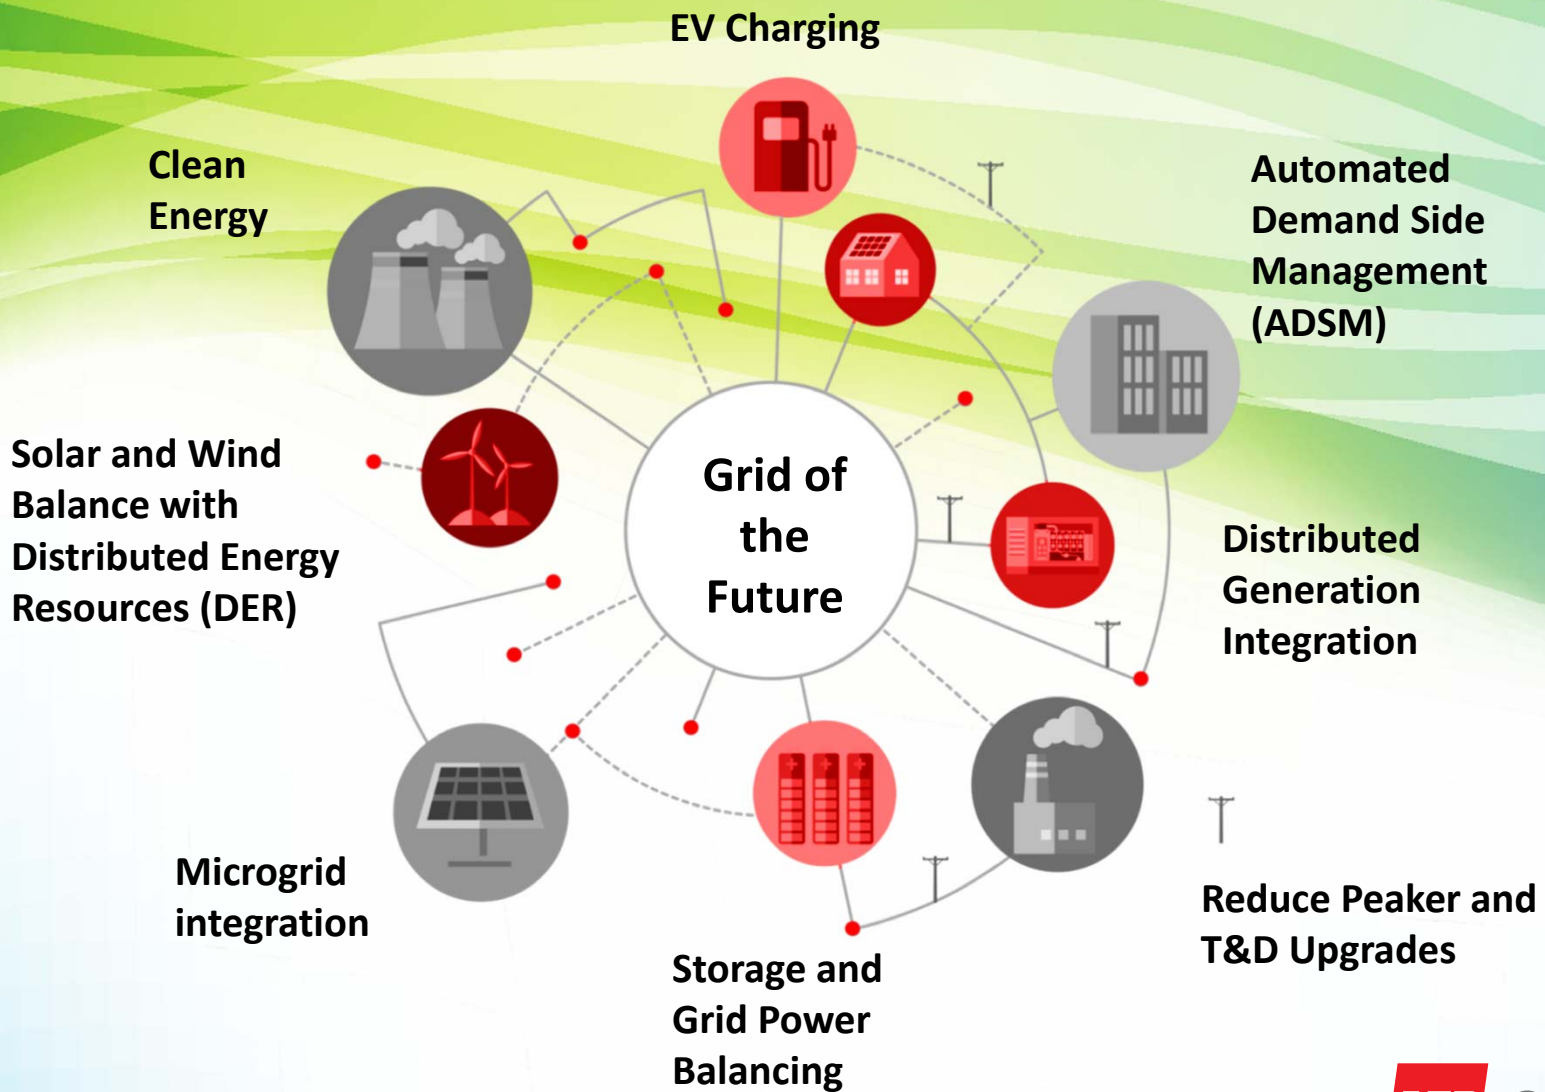 EV Charging
Clean
Energy
Automated
Demand Side
Management
(ADSM)
Solar and Wind
Balance with
Distributed Energy
Resources (DER)
Grid of
the
Future
Distributed
Generation
Integration
Microgrid
integration
Reduce Peaker and
T&D Upgrades
Storage and
Grid Power
Balancing